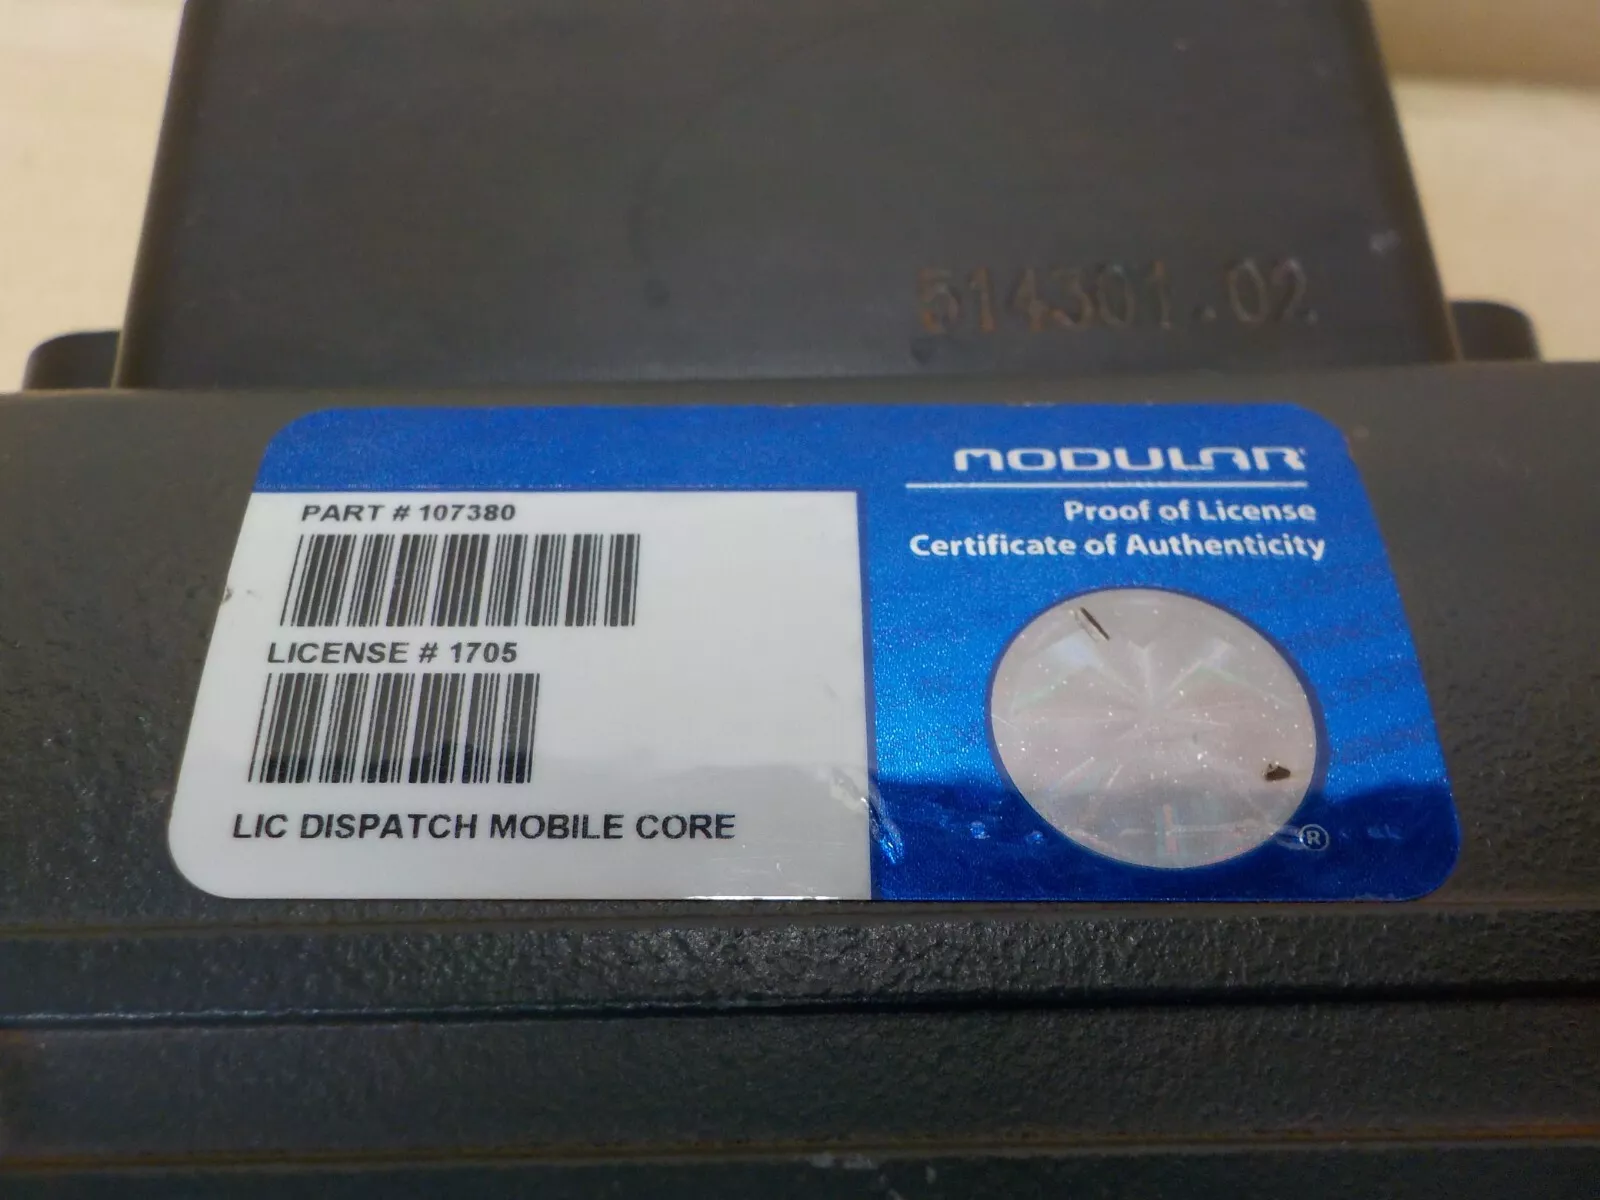 514301.02
MODULAR
Proof of License
Certificate of Authenticity
PART # 107380
LICENSE # 1705
LIC DISPATCH MOBILE CORE
®